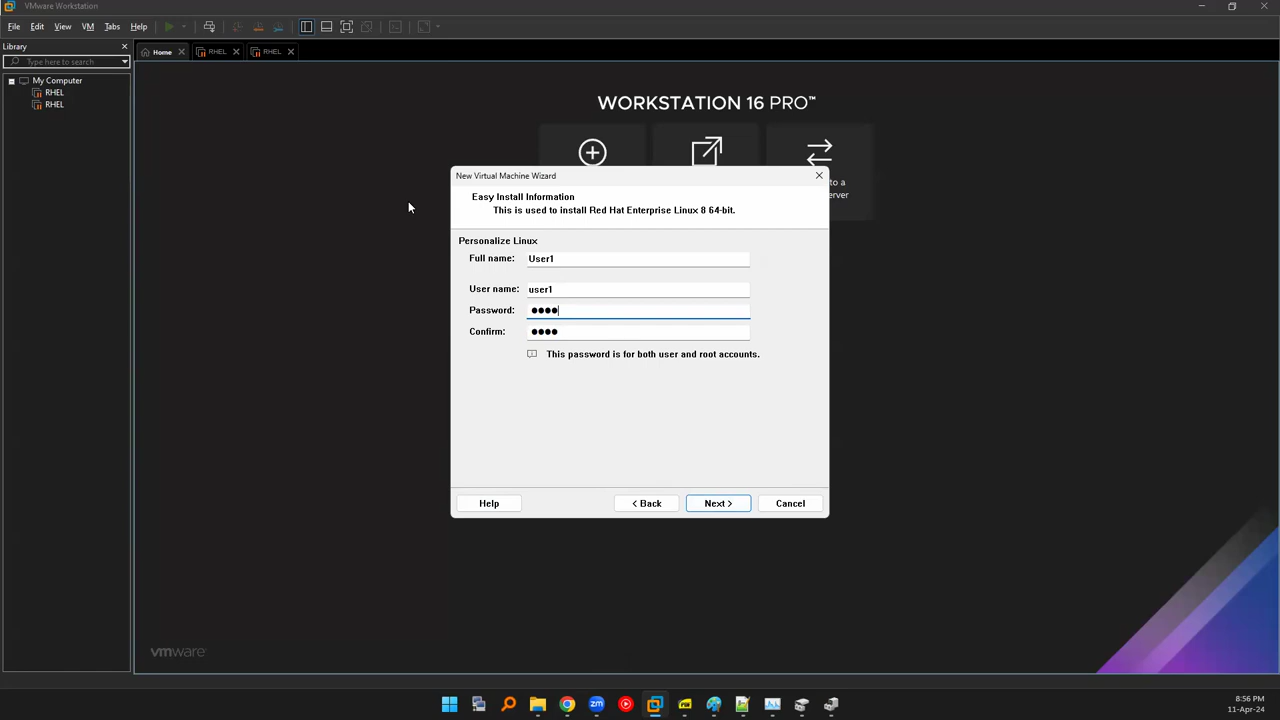 VMware Workstation
File Edit View VM Tabs Help
Library
Type here to search
My Computer
RHEL
RHEL
Home
RHEL
RHEL
WORKSTATION 16 PRO™
to a
erver
New Virtual Machine Wizard
Easy Install Information
This is used to install Red Hat Enterprise Linux 8 64-bit.
Personalize Linux
Full name: User1
User name: user1
Password: ●●●●
Confirm: ●●●●
This password is for both user and root accounts.
Help
< Back
Next >
Cancel
vmware
8:56 PM
11-Apr-24